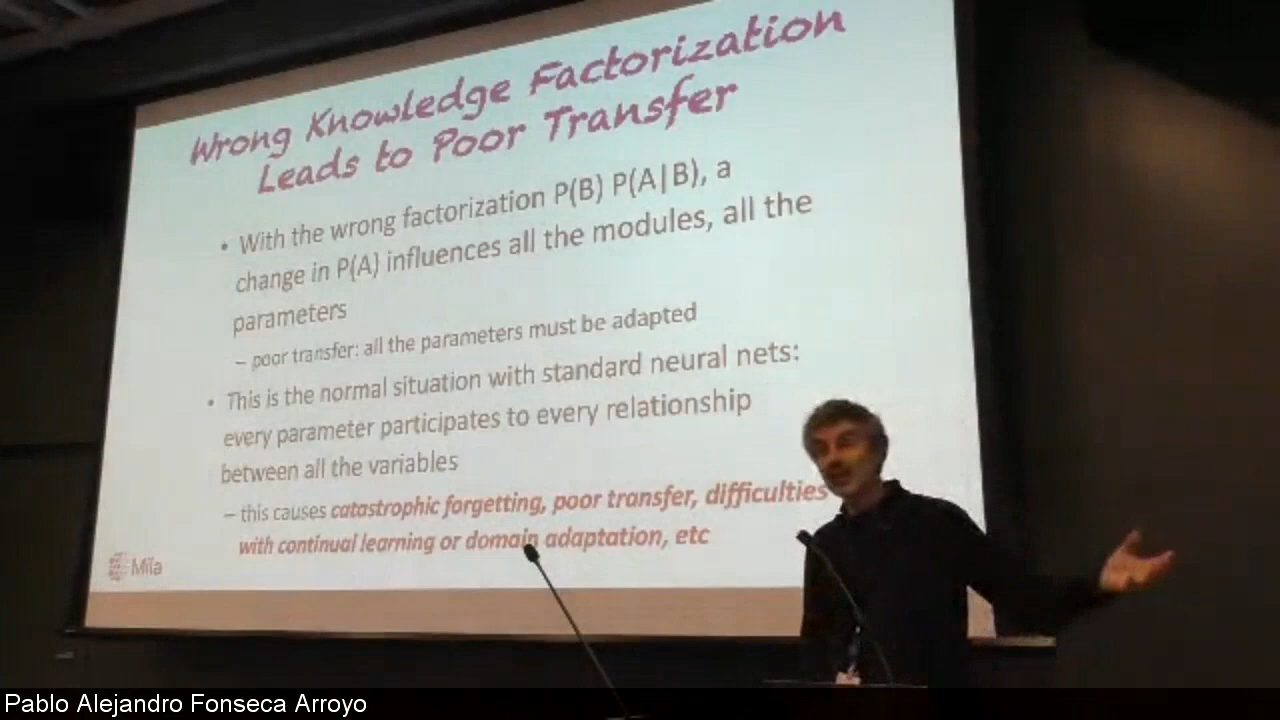 Wrong Knowledge Factorization
Leads to Poor Transfer
• With the wrong factorization P(B) P(A|B), a
change in P(A) influences all the modules, all the
parameters
– poor transfer: all the parameters must be adapted
• This is the normal situation with standard neural nets:
every parameter participates to every relationship
between all the variables
– this causes catastrophic forgetting, poor transfer, difficulties
with continual learning or domain adaptation, etc
Mila
Pablo Alejandro Fonseca Arroyo